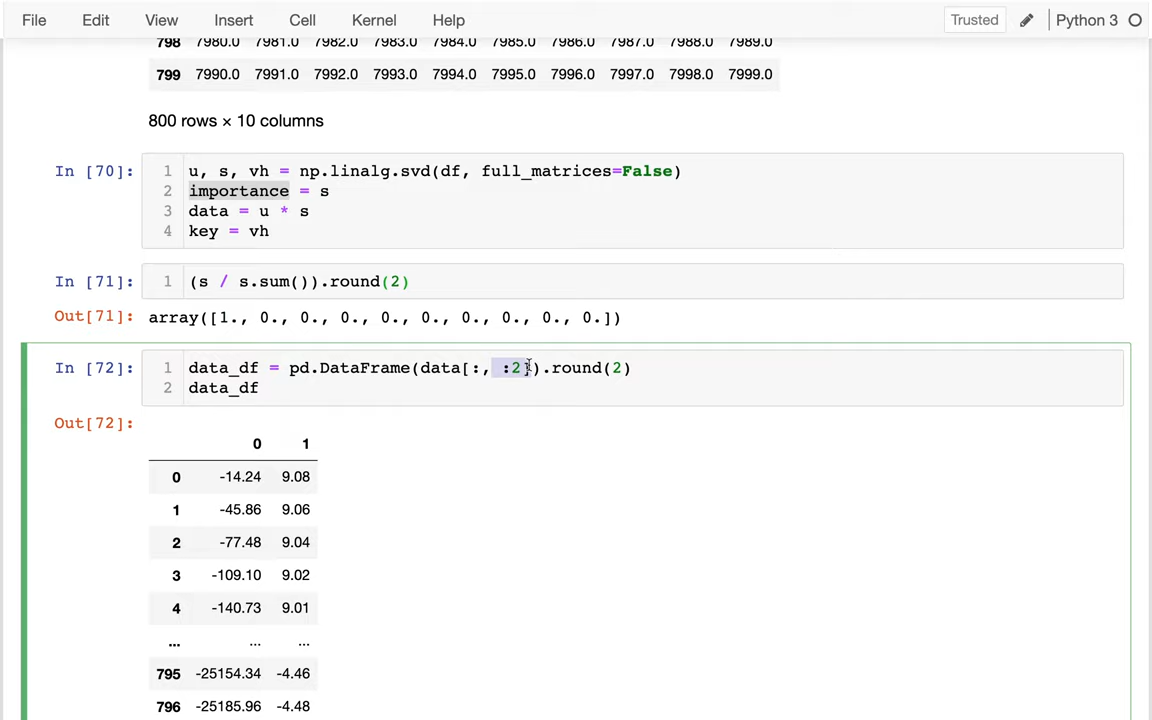 File Edit View Insert Cell Kernel Help Trusted Python 3
798 7980.0 7981.0 7982.0 7983.0 7984.0 7985.0 7986.0 7987.0 7988.0 7989.0
799 7990.0 7991.0 7992.0 7993.0 7994.0 7995.0 7996.0 7997.0 7998.0 7999.0
800 rows × 10 columns
In [70]: 1 u, s, vh = np.linalg.svd(df, full_matrices=False)
2 importance = s
3 data = u * s
4 key = vh
In [71]: 1 (s / s.sum()).round(2)
Out[71]: array([1., 0., 0., 0., 0., 0., 0., 0., 0., 0.])
In [72]: 1 data_df = pd.DataFrame(data[:, :2]).round(2)
2 data_df
Out[72]:
0 1
0 -14.24 9.08
1 -45.86 9.06
2 -77.48 9.04
3 -109.10 9.02
4 -140.73 9.01
... ... ...
795 -25154.34 -4.46
796 -25185.96 -4.48